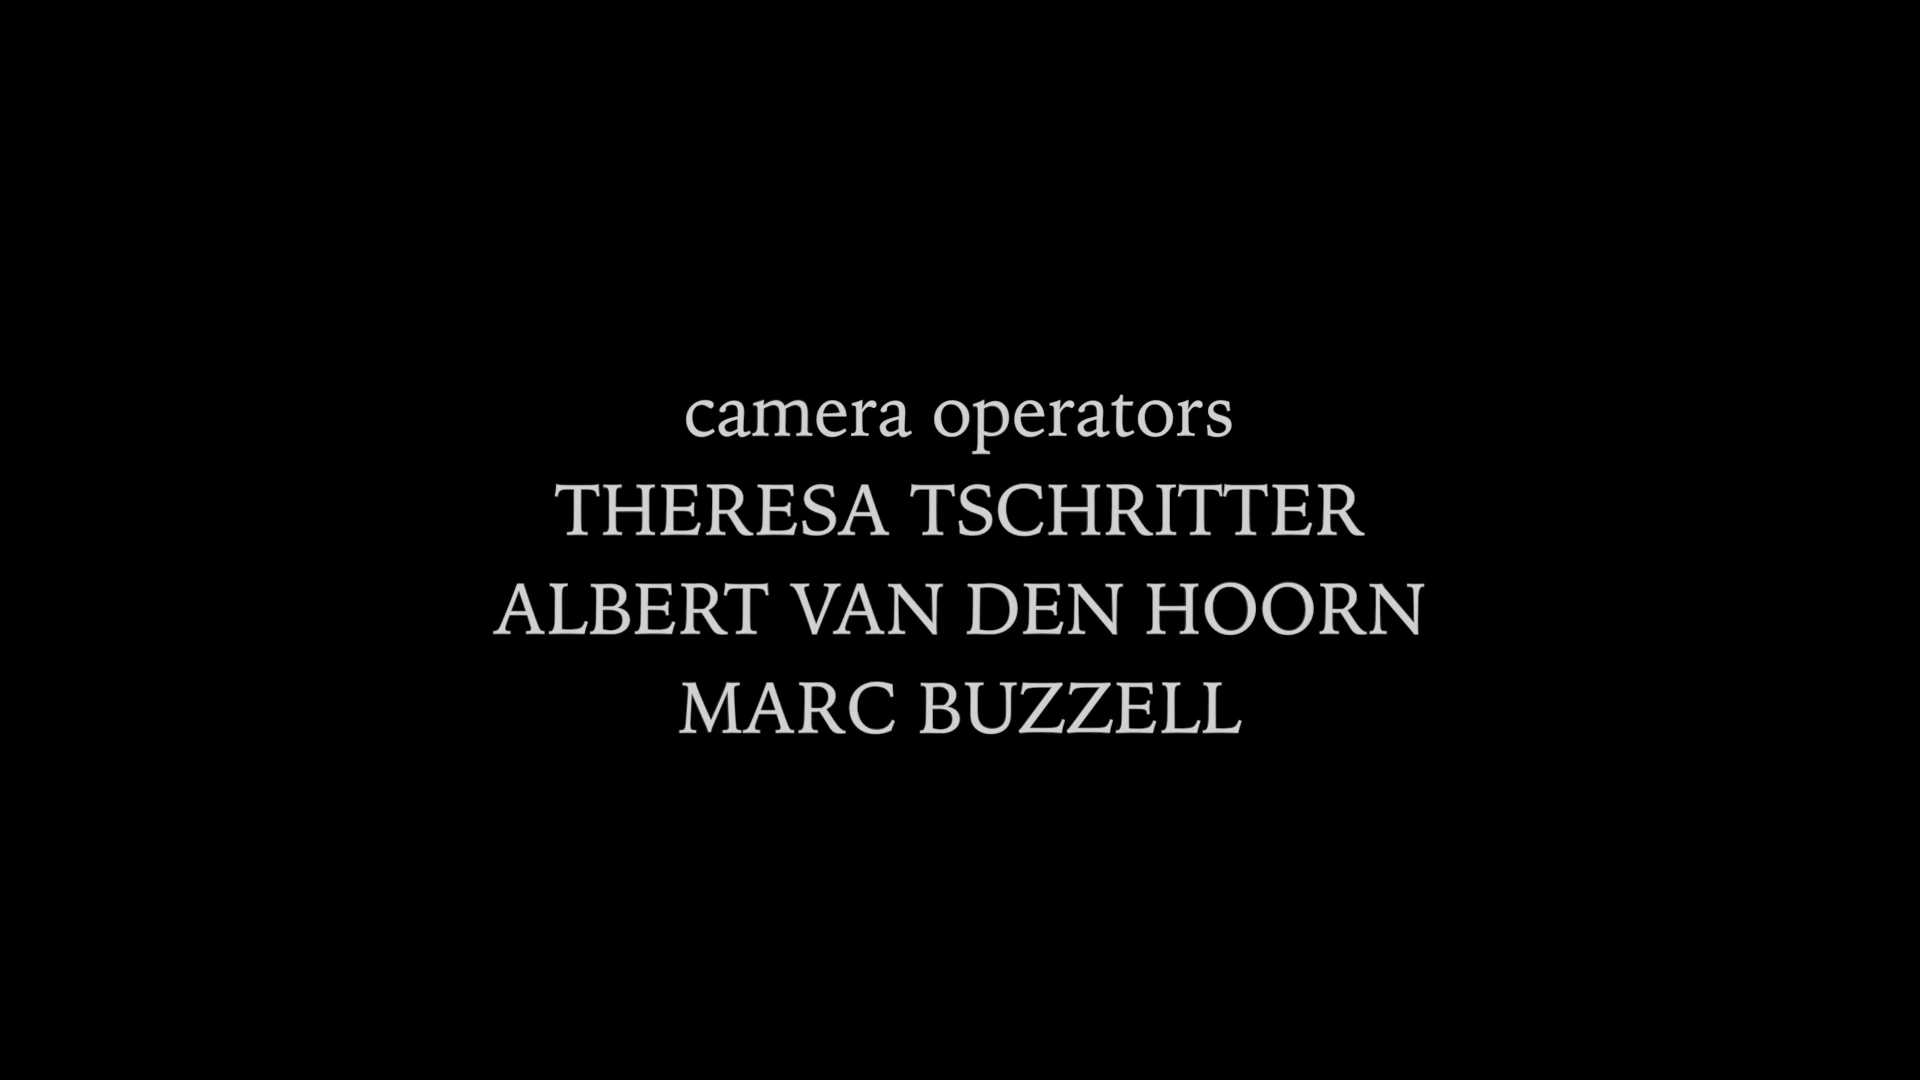 camera operators
THERESA TSCHRITTER
ALBERT VAN DEN HOORN
MARC BUZZELL